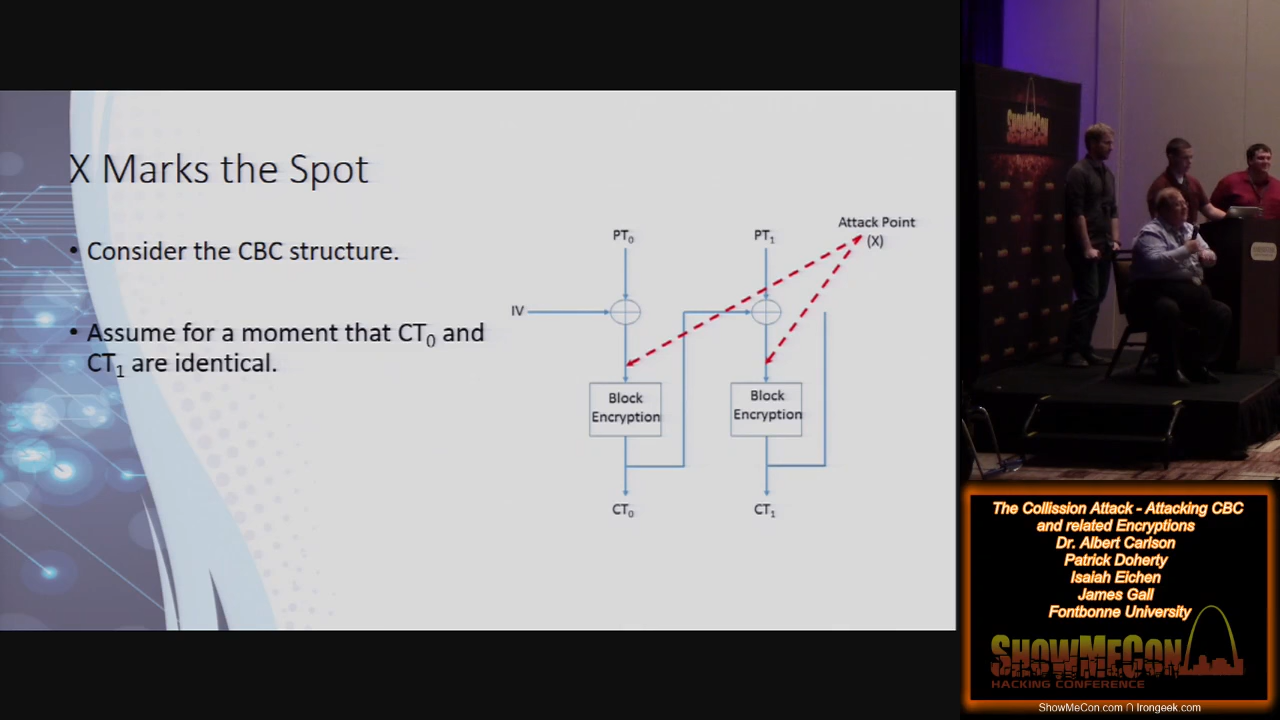 X Marks the Spot
• Consider the CBC structure.
• Assume for a moment that CT0 and
CT1 are identical.
PT0
PT1
Attack Point
(X)
IV
Block
Encryption
Block
Encryption
CT0
CT1
SHOWMECON
The Collission Attack - Attacking CBC
and related Encryptions
Dr. Albert Carlson
Patrick Doherty
Isaiah Eichen
James Gall
Fontbonne University
SHOWMECON
HACKING CONFERENCE
ShowMeCon.com ∩ Irongeek.com